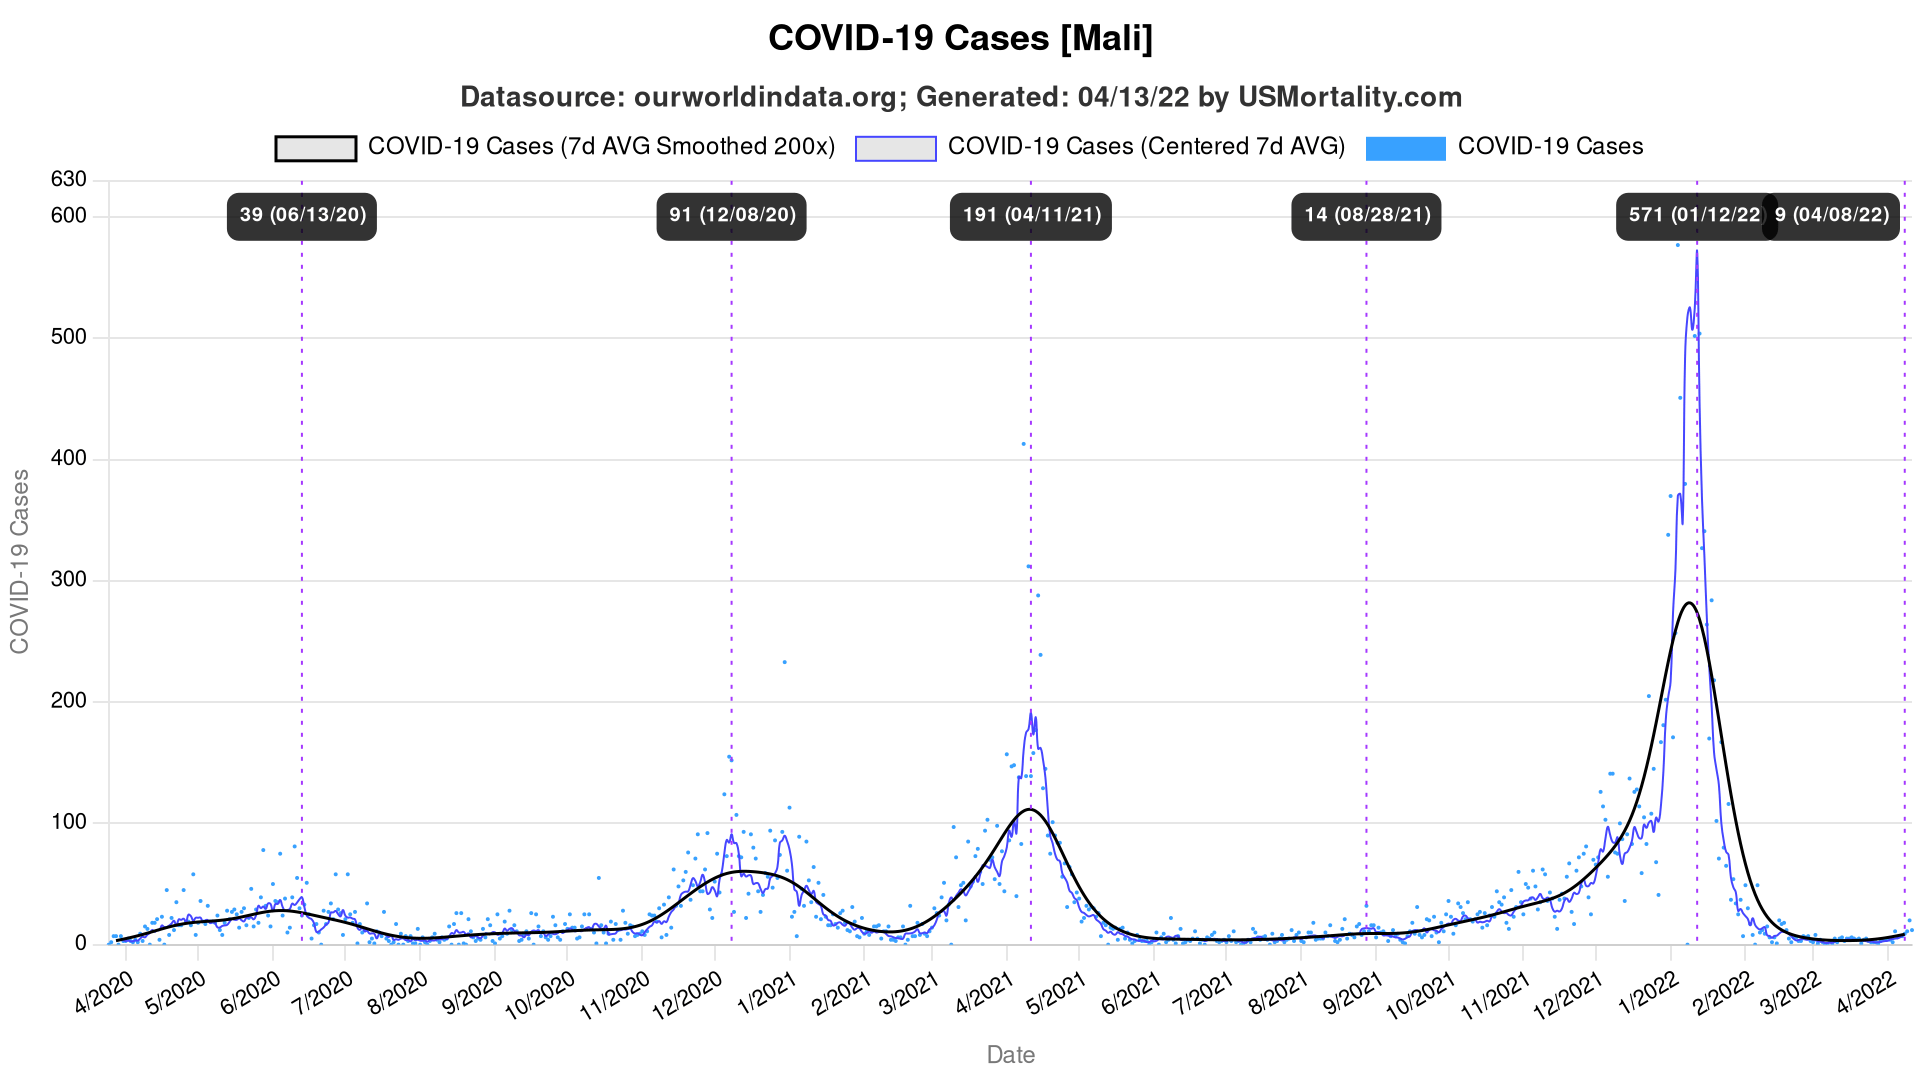 COVID-19 Cases [Mali]
Datasource: ourworldindata.org; Generated: 04/13/22 by USMortality.com
COVID-19 Cases (7d AVG Smoothed 200x) COVID-19 Cases (Centered 7d AVG) COVID-19 Cases
630
600
500
400
300
200
100
0
COVID-19 Cases
39 (06/13/20) 91 (12/08/20) 191 (04/11/21) 14 (08/28/21) 571 (01/12/22) 9 (04/08/22)
4/2020 5/2020 6/2020 7/2020 8/2020 9/2020 10/2020 11/2020 12/2020 1/2021 2/2021 3/2021 4/2021 5/2021 6/2021 7/2021 8/2021 9/2021 10/2021 11/2021 12/2021 1/2022 2/2022 3/2022 4/2022
Date